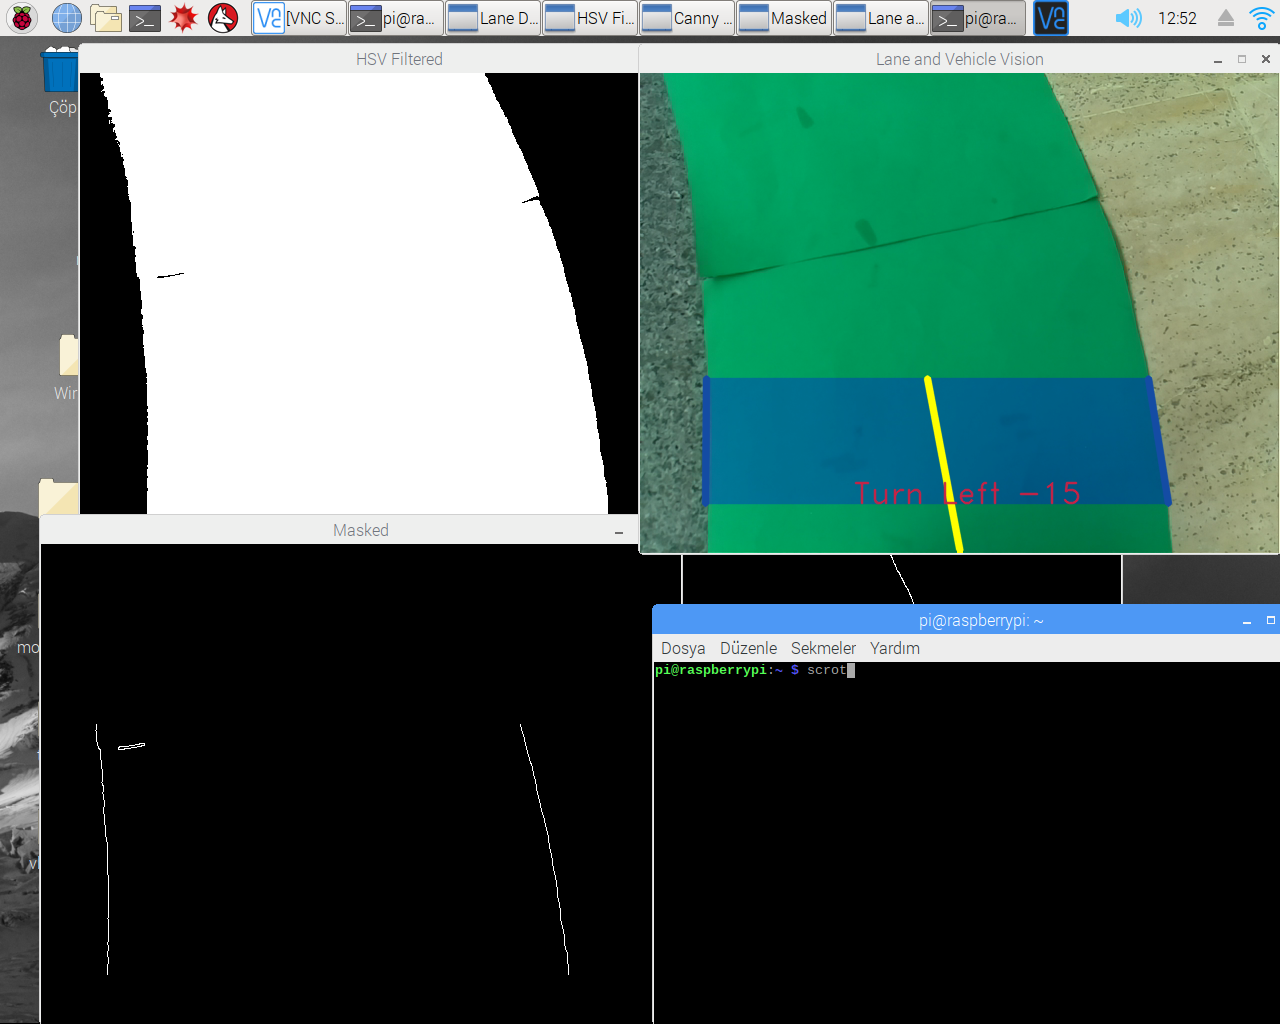 [VNC S...
pi@ra...
Lane D...
HSV Fi...
Canny ...
Masked
Lane a...
pi@ra...
12:52
HSV Filtered
Lane and Vehicle Vision
Çöp
Wir
Turn Left -15
Masked
pi@raspberrypi: ~
Dosya Düzenle Sekmeler Yardım
mo
pi@raspberrypi:~ $ scrot